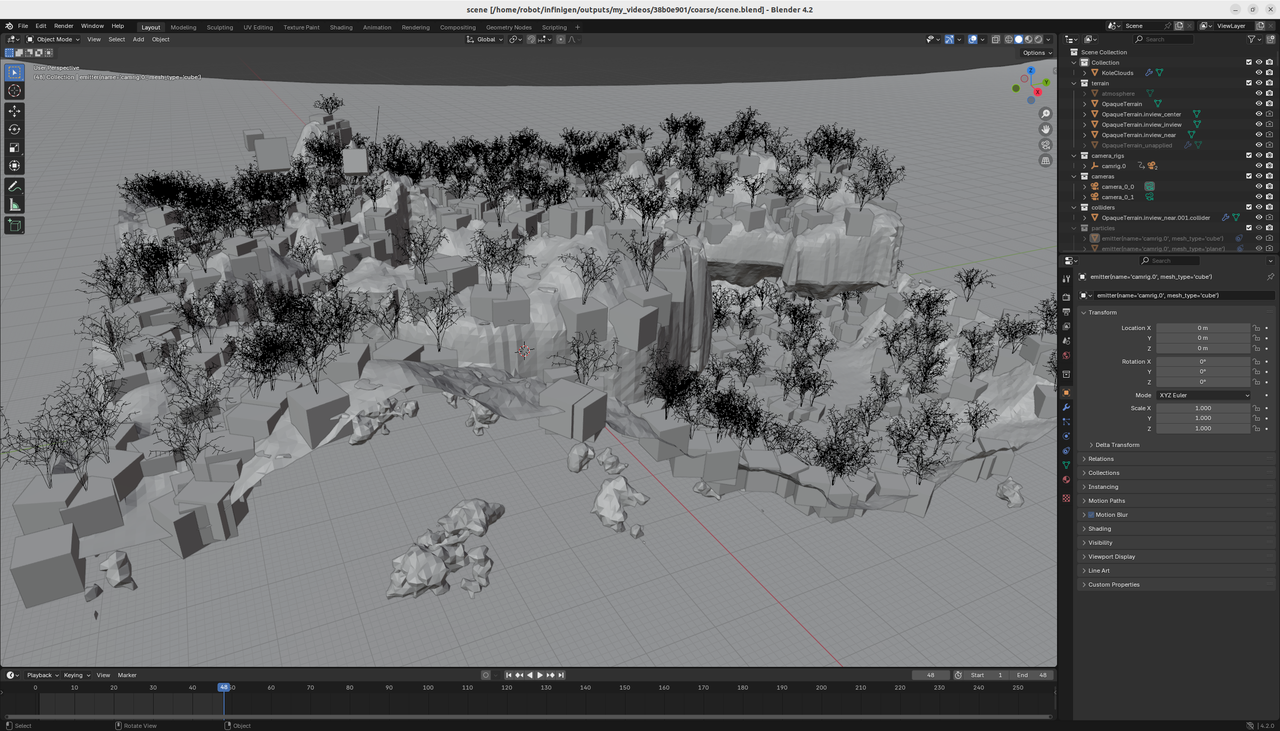 scene [/home/robot/infinigen/outputs/my_videos/38b0e901/coarse/scene.blend] - Blender 4.2
File Edit Render Window Help Layout Modeling Sculpting UV Editing Texture Paint Shading Animation Rendering Compositing Geometry Nodes Scripting + Scene ViewLayer
Object Mode View Select Add Object Global Search
Options
User Perspective
(48) Collection | emitter(name='camrig.0', mesh_type='cube')
Z
Y
X
Scene Collection
Collection
KoleClouds
terrain
atmosphere
OpaqueTerrain
OpaqueTerrain.inview_center
OpaqueTerrain.inview_inview
OpaqueTerrain.inview_near
OpaqueTerrain_unapplied
camera_rigs
camrig.0
cameras
camera_0_0
camera_0_1
colliders
OpaqueTerrain.inview_near.001.collider
particles
emitter(name='camrig.0', mesh_type='cube')
emitter(name='camrig.0', mesh_type='plane')
Search
emitter(name='camrig.0', mesh_type='cube')
emitter(name='camrig.0', mesh_type='cube')
Transform
Location X 0 m
Y 0 m
Z 0 m
Rotation X 0°
Y 0°
Z 0°
Mode XYZ Euler
Scale X 1.000
Y 1.000
Z 1.000
Delta Transform
Relations
Collections
Instancing
Motion Paths
Motion Blur
Shading
Visibility
Viewport Display
Line Art
Custom Properties
Playback Keying View Marker 48 Start 1 End 48
0 10 20 30 40 48 60 70 80 90 100 110 120 130 140 150 160 170 180 190 200 210 220 230 240 250
Select Rotate View Object 4.2.0